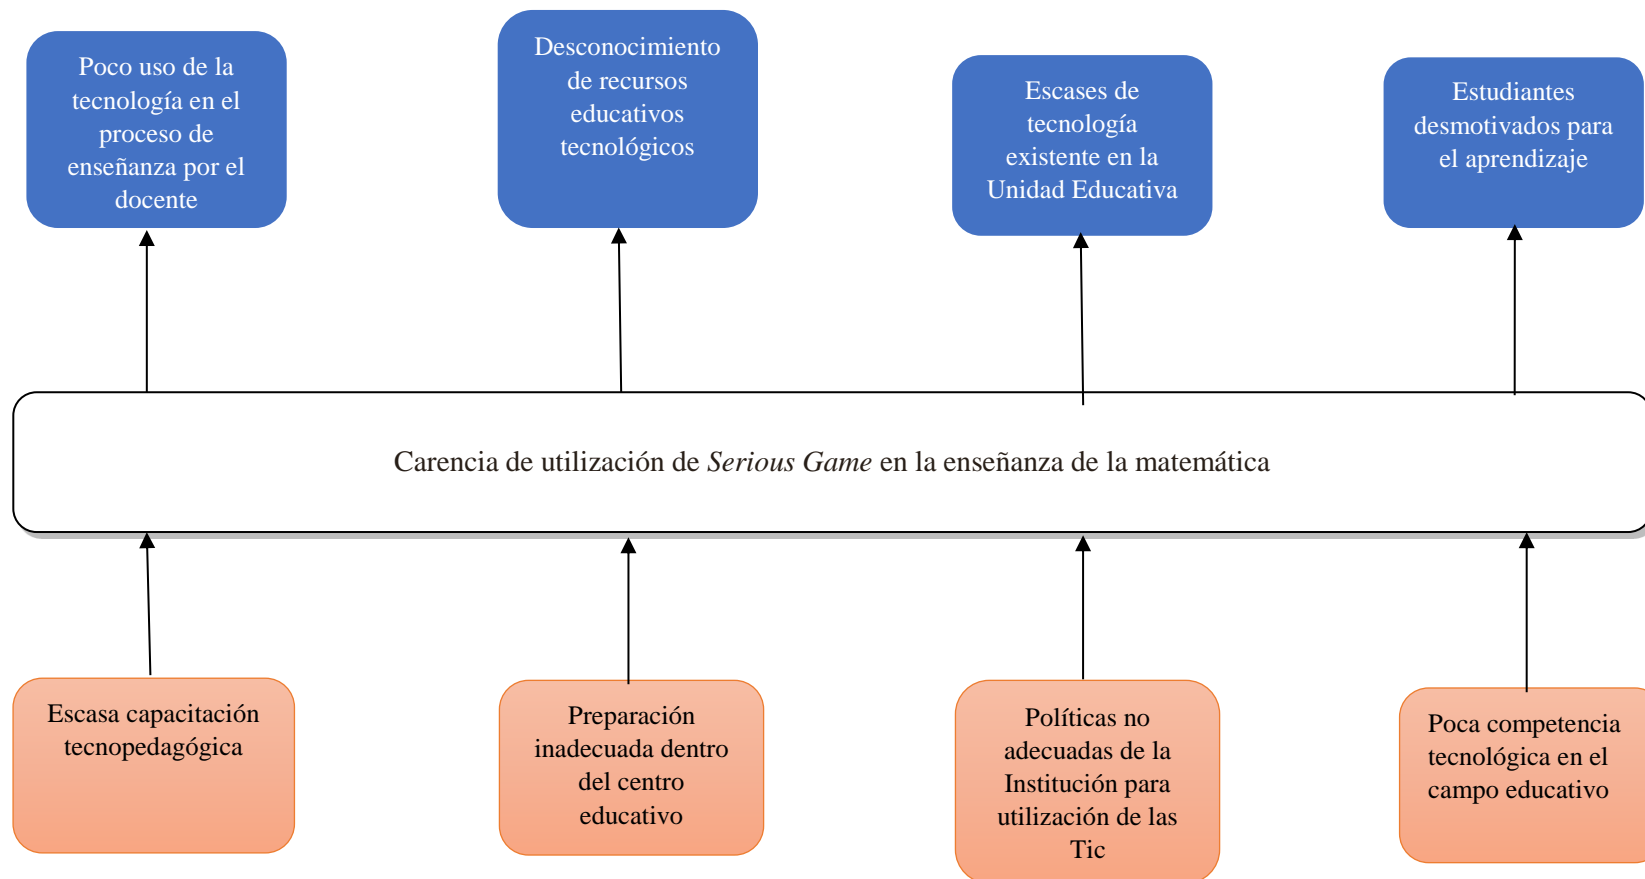 Poco uso de la
tecnología en el
proceso de
enseñanza por el
docente
Desconocimiento
de recursos
educativos
tecnológicos
Escases de
tecnología
existente en la
Unidad Educativa
Estudiantes
desmotivados para
el aprendizaje
Carencia de utilización de Serious Game en la enseñanza de la matemática
Escasa capacitación
tecnopedagógica
Preparación
inadecuada dentro
del centro
educativo
Políticas no
adecuadas de la
Institución para
utilización de las
Tic
Poca competencia
tecnológica en el
campo educativo